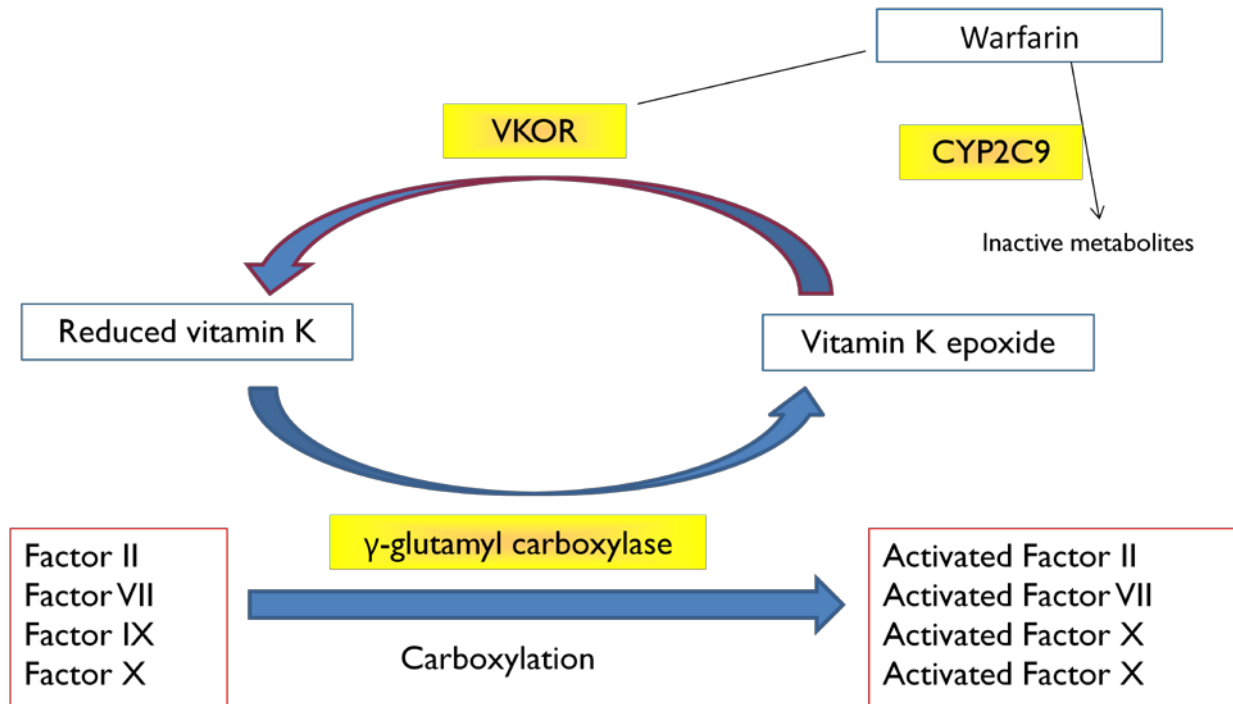 Warfarin
VKOR
CYP2C9
Inactive metabolites
Reduced vitamin K
Vitamin K epoxide
γ-glutamyl carboxylase
Factor II
Factor VII
Factor IX
Factor X
Carboxylation
Activated Factor II
Activated Factor VII
Activated Factor X
Activated Factor X